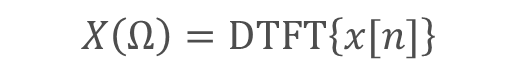 X(Ω) = DTFT{x[n]}